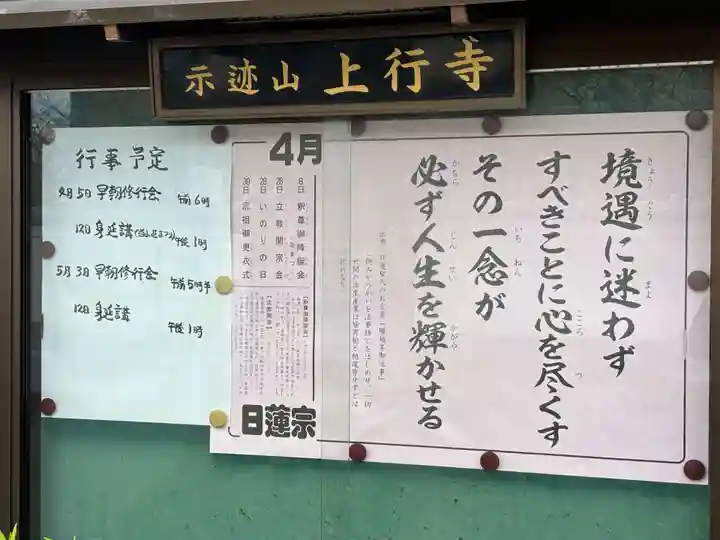 示迹山 上行寺
境遇に迷わず
すべきことに心を尽くす
その一念が
必ず人生を輝かせる
4月
8日 釈尊御降誕会
28日 立教開宗会
28日 いのりの日
30日 宗祖御更衣式
日蓮宗
行事予定
4月5日 早朝修行会 午前6時
12日 身延講 午後1時
5月3日 早朝修行会 午前5時半
12日 身延講 午後1時